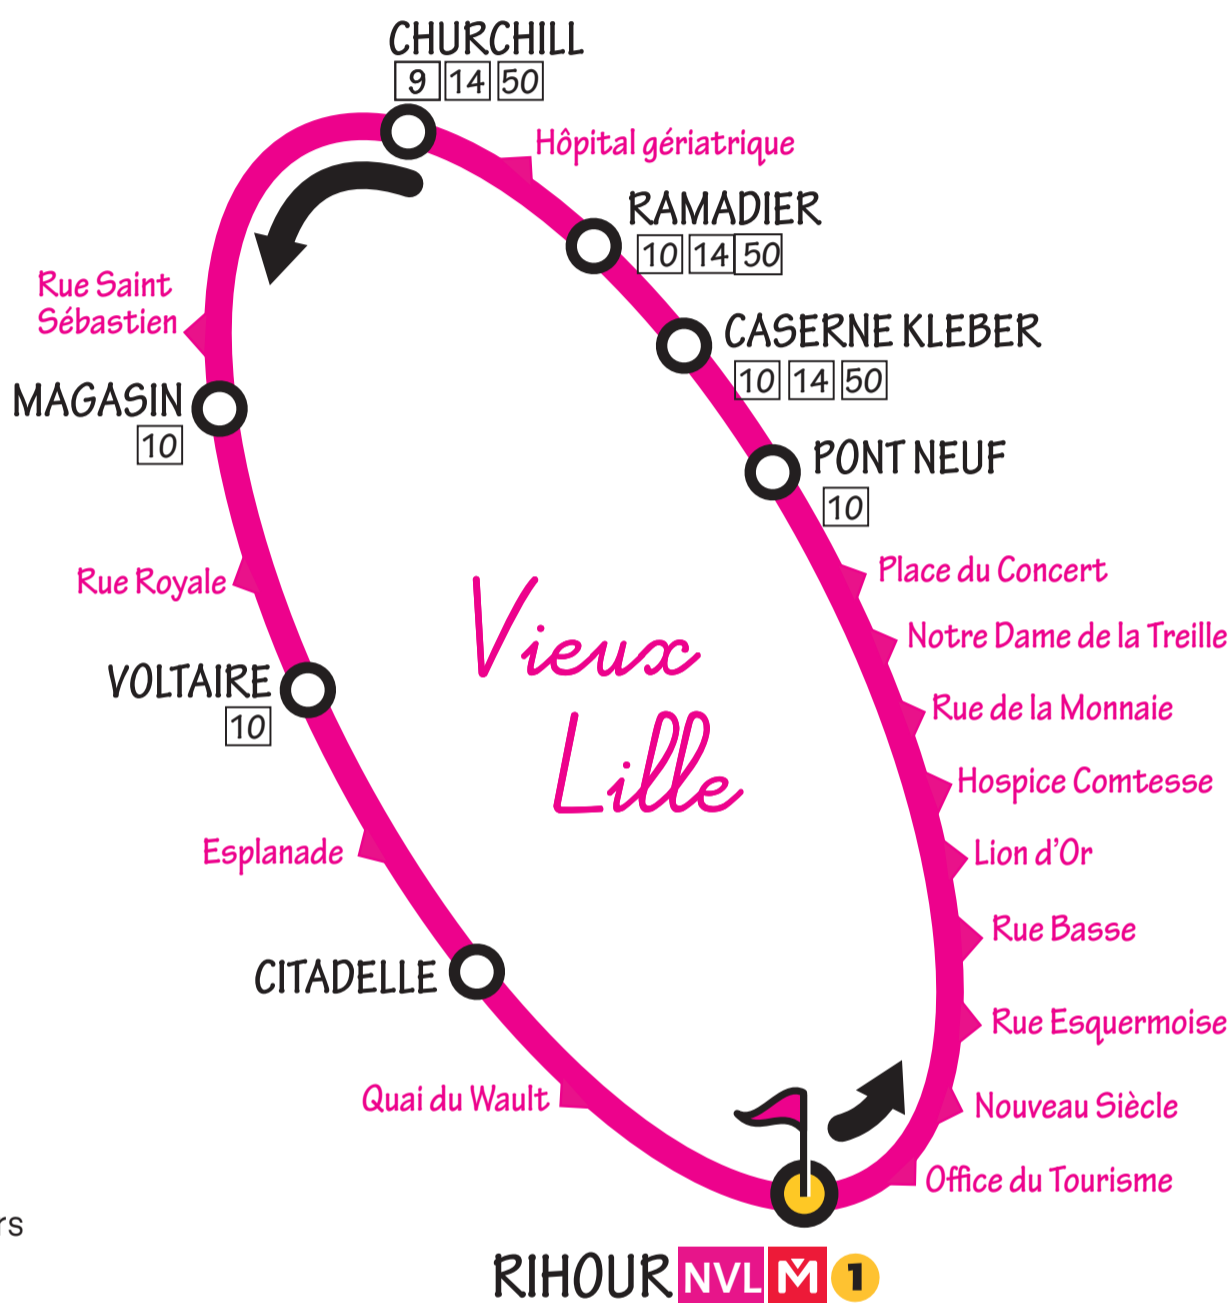 CHURCHILL
9 14 50
Hôpital gériatrique
RAMADIER
10 14 50
Rue Saint
Sébastien
CASERNE KLEBER
10 14 50
MAGASIN
10
PONT NEUF
10
Place du Concert
Rue Royale
Notre Dame de la Treille
Vieux
Lille
VOLTAIRE
10
Rue de la Monnaie
Hospice Comtesse
Esplanade
Lion d'Or
Rue Basse
CITADELLE
Rue Esquermoise
Quai du Wault
Nouveau Siècle
Office du Tourisme
rs
RIHOUR NVL M 1